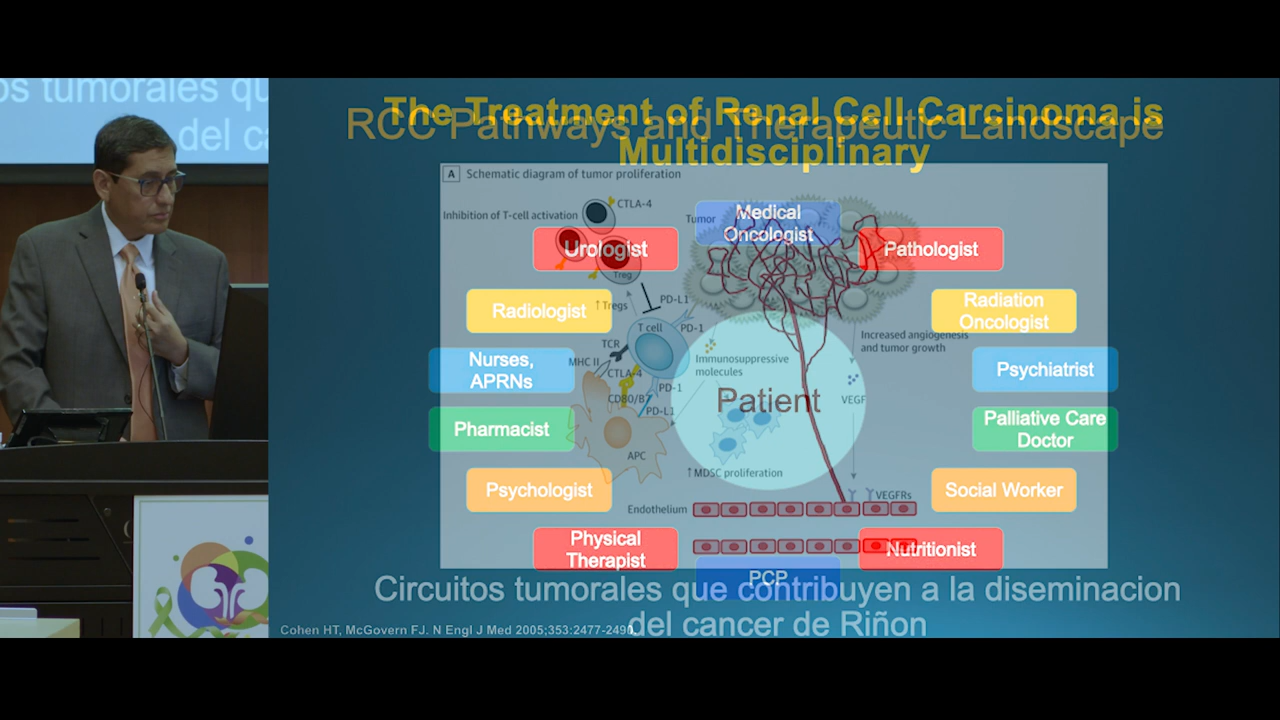 os tumorales qu
del ca
The Treatment of Renal Cell Carcinoma is
Multidisciplinary
RCC Pathways and Therapeutic Landscape
A Schematic diagram of tumor proliferation
CTLA-4
Inhibition of T-cell activation
Tumor
Medical
Oncologist
Urologist
Pathologist
Treg
Radiologist
↑Tregs
PD-L1
Radiation
Oncologist
T cell
PD-1
Increased angiogenesis
and tumor growth
TCR
MHC II
Nurses,
APRNs
Immunosuppressive
molecules
Psychiatrist
CTLA-4
PD-1
CD80/B7
PD-L1
Patient
VEGF
Pharmacist
Palliative Care
Doctor
APC
↑MDSC proliferation
Psychologist
Social Worker
VEGFRs
Endothelium
Physical
Therapist
Nutritionist
PCP
Circuitos tumorales que contribuyen a la diseminacion
del cancer de Riñon
Cohen HT, McGovern FJ. N Engl J Med 2005;353:2477-2490.